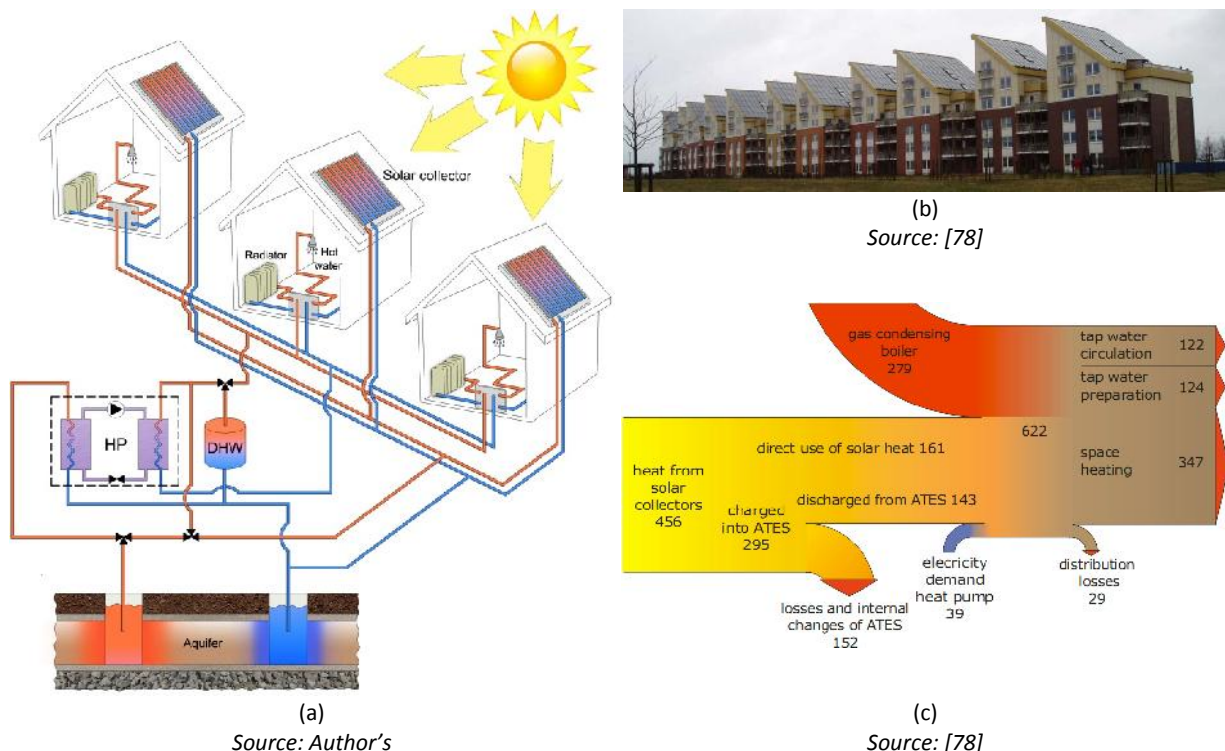 Solar collector
Radiator
Hot
water
HP
DHW
Aquifer
(a)
Source: Author's
(b)
Source: [78]
gas condensing
boiler
279
tap water
circulation
122
tap water
preparation
124
622
direct use of solar heat 161
space
heating
347
heat from
solar
collectors
456
discharged from ATES 143
charged
into ATES
295
elecricity
demand
heat pump
39
distribution
losses
29
losses and internal
changes of ATES
152
(c)
Source: [78]